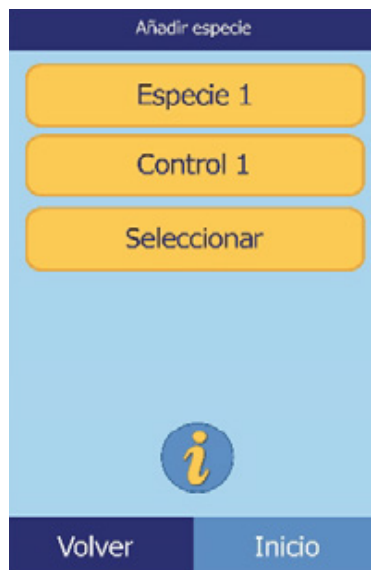 Añadir especie
Especie 1
Control 1
Seleccionar
i
Volver
Inicio